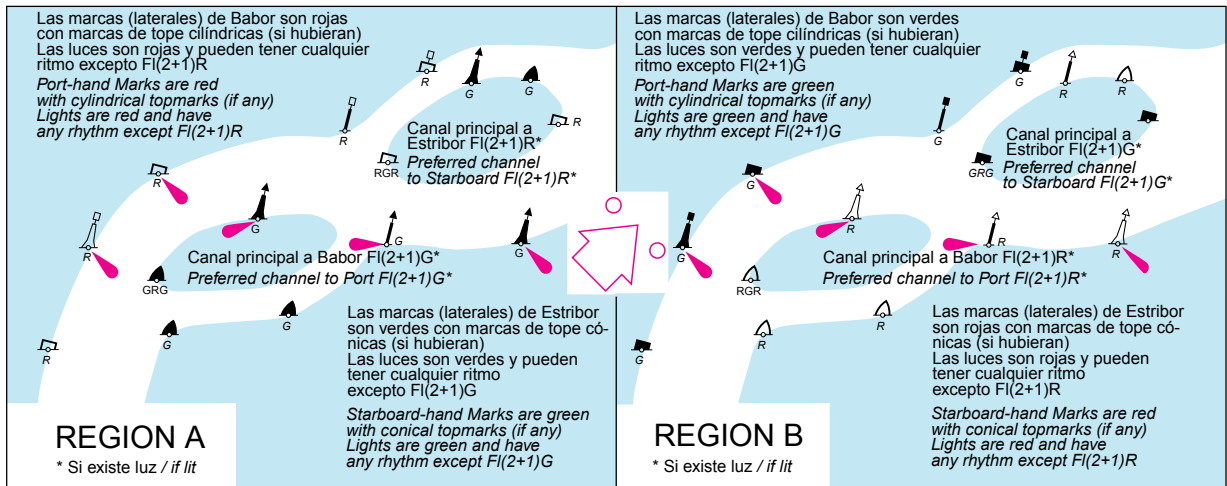 Las marcas (laterales) de Babor son rojas
con marcas de tope cilíndricas (si hubieran)
Las luces son rojas y pueden tener cualquier
ritmo excepto Fl(2+1)R
Port-hand Marks are red
with cylindrical topmarks (if any)
Lights are red and have
any rhythm except Fl(2+1)R
R
G
G
R
R
Canal principal a
Estribor Fl(2+1)R*
RGR
Preferred channel
to Starboard Fl(2+1)R*
R
G
G
G
R
Canal principal a Babor Fl(2+1)G*
Preferred channel to Port Fl(2+1)G*
GRG
G
G
R
Las marcas (laterales) de Estribor
son verdes con marcas de tope có-
nicas (si hubieran)
Las luces son verdes y pueden
tener cualquier ritmo
excepto Fl(2+1)G
Starboard-hand Marks are green
with conical topmarks (if any)
Lights are green and have
any rhythm except Fl(2+1)G
REGION A
* Si existe luz / if lit
Las marcas (laterales) de Babor son verdes
con marcas de tope cilíndricas (si hubieran)
Las luces son verdes y pueden tener cualquier
ritmo excepto Fl(2+1)G
Port-hand Marks are green
with cylindrical topmarks (if any)
Lights are green and have
any rhythm except Fl(2+1)G
G
R
R
G
G
Canal principal a
Estribor Fl(2+1)G*
GRG
Preferred channel
to Starboard Fl(2+1)G*
G
R
R
R
G
Canal principal a Babor Fl(2+1)R*
Preferred channel to Port Fl(2+1)R*
RGR
R
R
G
Las marcas (laterales) de Estribor
son rojas con marcas de tope có-
nicas (si hubieran)
Las luces son rojas y pueden
tener cualquier ritmo
excepto Fl(2+1)R
Starboard-hand Marks are red
with conical topmarks (if any)
Lights are red and have
any rhythm except Fl(2+1)R
REGION B
* Si existe luz / if lit